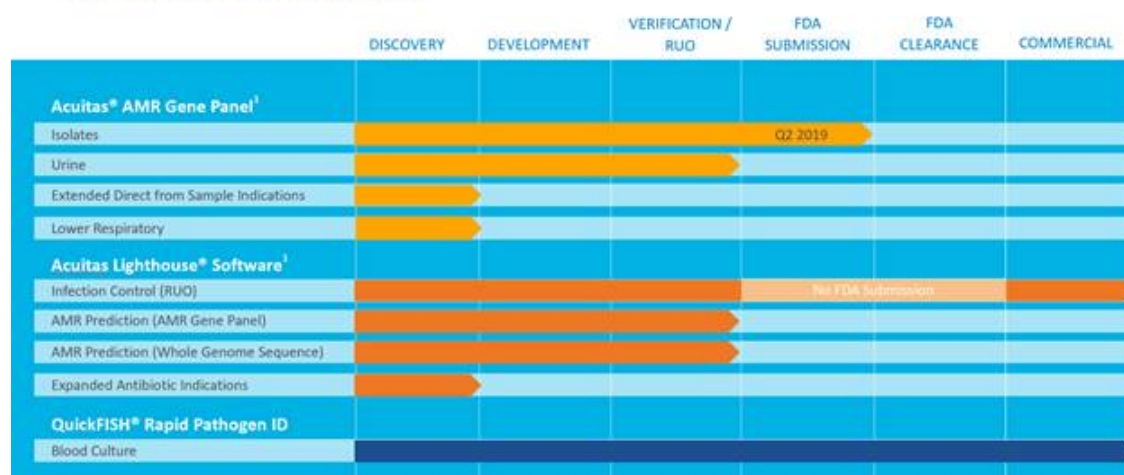 DISCOVERY
DEVELOPMENT
VERIFICATION /
RUO
FDA
SUBMISSION
FDA
CLEARANCE
COMMERCIAL
Acuitas® AMR Gene Panel¹
Isolates
Q2 2019
Urine
Extended Direct from Sample Indications
Lower Respiratory
Acuitas Lighthouse® Software¹
Infection Control (RUO)
No FDA Submission
AMR Prediction (AMR Gene Panel)
AMR Prediction (Whole Genome Sequence)
Expanded Antibiotic Indications
QuickFISH® Rapid Pathogen ID
Blood Culture